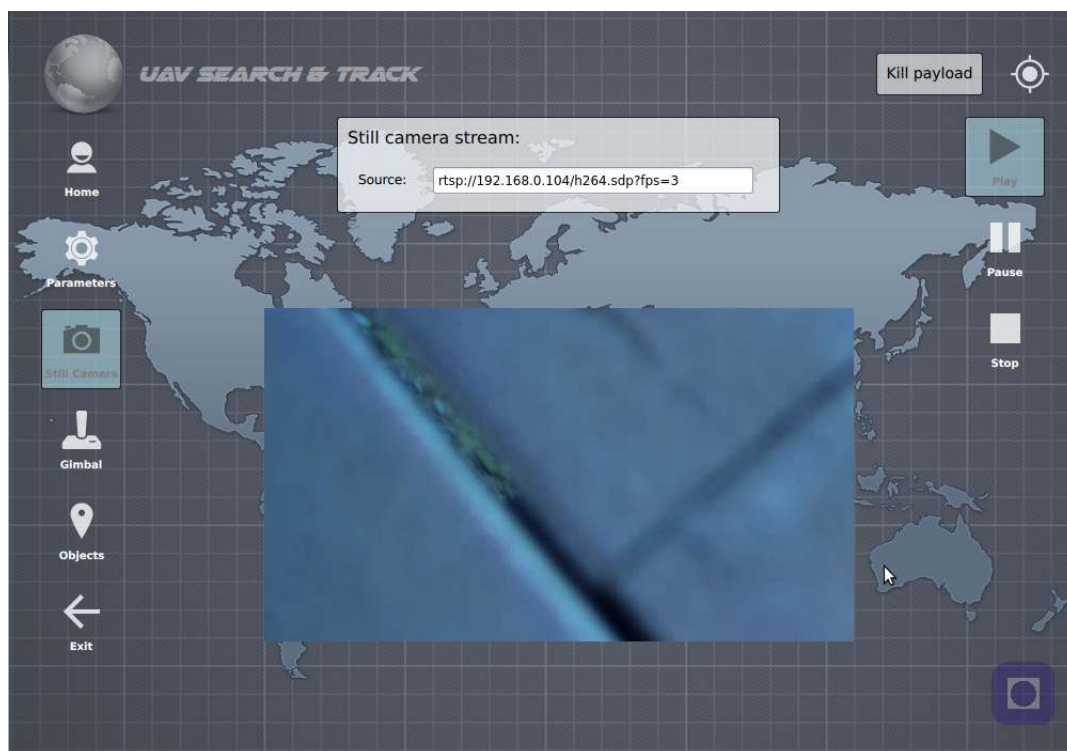 UAV SEARCH & TRACK
Kill payload
Still camera stream:
Source: rtsp://192.168.0.104/h264.sdp?fps=3
Home
Parameters
Still Camera
Gimbal
Objects
Exit
Play
Pause
Stop